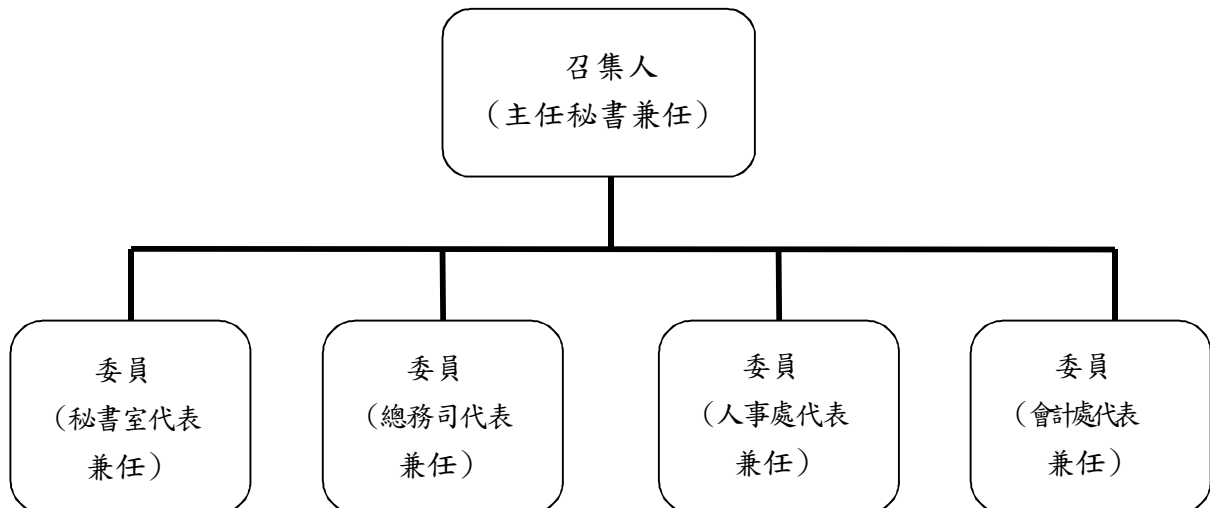 召集人
（主任秘書兼任）
委員
（秘書室代表
兼任）
委員
（總務司代表
兼任）
委員
（人事處代表
兼任）
委員
（會計處代表
兼任）